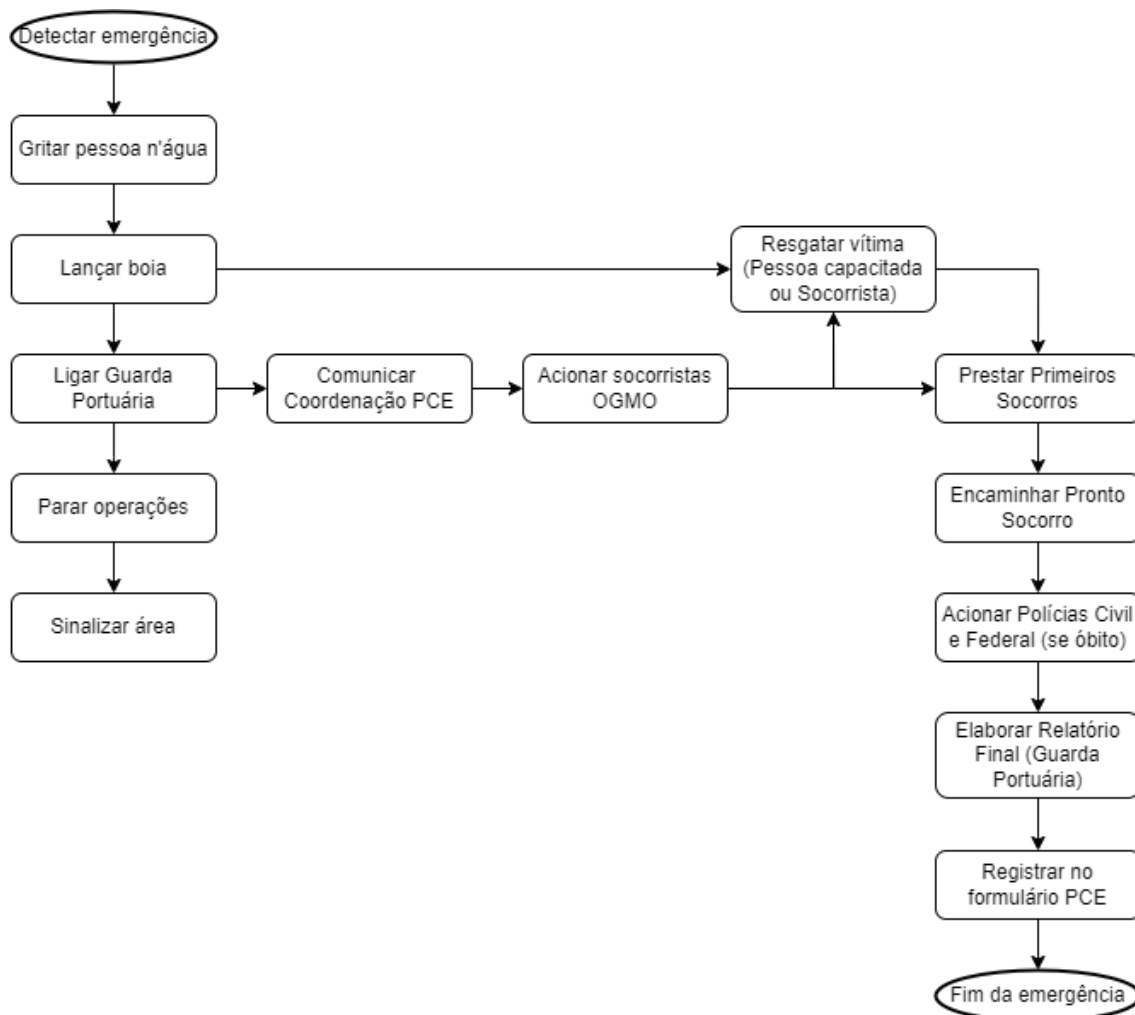 Detectar emergência
Gritar pessoa n'água
Lançar boia
Resgatar vítima
(Pessoa capacitada
ou Socorrista)
Ligar Guarda
Portuária
Comunicar
Coordenação PCE
Acionar socorristas
OGMO
Prestar Primeiros
Socorros
Parar operações
Encaminhar Pronto
Socorro
Sinalizar área
Acionar Polícias Civil
e Federal (se óbito)
Elaborar Relatório
Final (Guarda
Portuária)
Registrar no
formulário PCE
Fim da emergência